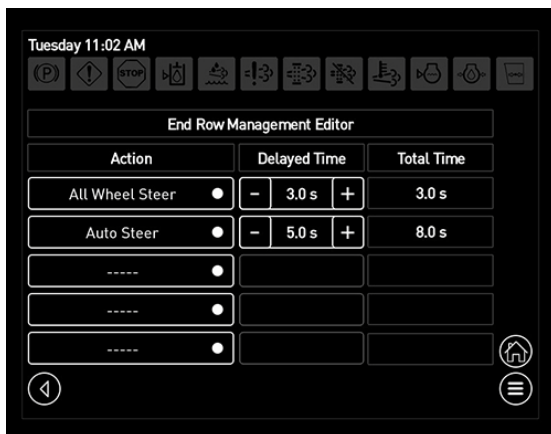 Tuesday 11:02 AM
(P) STOP
End Row Management Editor
Action Delayed Time Total Time
All Wheel Steer - 3.0 s + 3.0 s
Auto Steer - 5.0 s + 8.0 s
-----
-----
-----